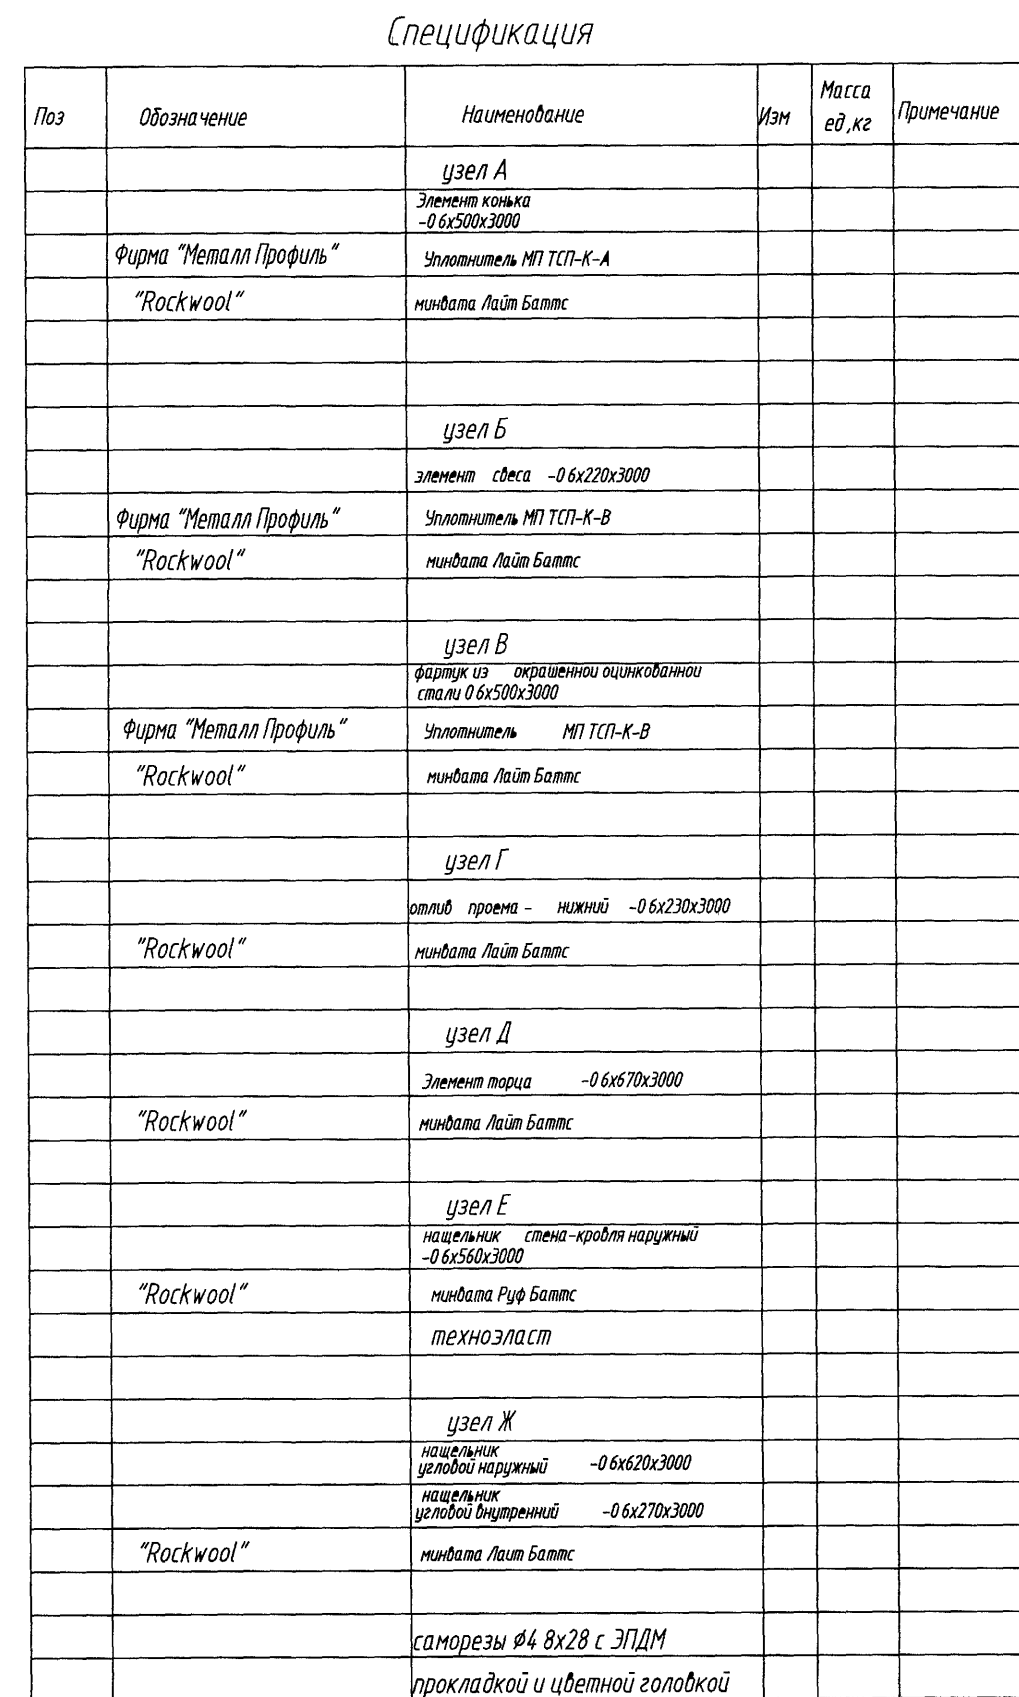 Спецификация
Поз Обозначение Наименование Изм Масса ед,кг Примечание
узел А
Элемент конька
-0 6х500х3000
Фирма "Металл Профиль" Уплотнитель МП ТСП-К-А
"Rockwool" минвата Лайт Баттс
узел Б
элемент свеса -0 6х220х3000
Фирма "Металл Профиль" Уплотнитель МП ТСП-К-В
"Rockwool" минвата Лайт Баттс
узел В
фартук из окрашеннои оцинкованнои
стали 0 6х500х3000
Фирма "Металл Профиль" Уплотнитель МП ТСП-К-В
"Rockwool" минвата Лайт Баттс
узел Г
отлив проема - нижний -0 6х230х3000
"Rockwool" минвата Лайт Баттс
узел Д
Элемент торца -0 6х670х3000
"Rockwool" минвата Лайт Баттс
узел Е
нащельник стена-кровля наружный
-0 6х560х3000
"Rockwool" минвата Руф Баттс
техноэласт
узел Ж
нащельник
угловой наружный -0 6х620х3000
нащельник
угловой внутренний -0 6х270х3000
"Rockwool" минвата Лаит Баттс
саморезы ϕ4 8х28 с ЭПДМ
прокладкой и цветной головкой